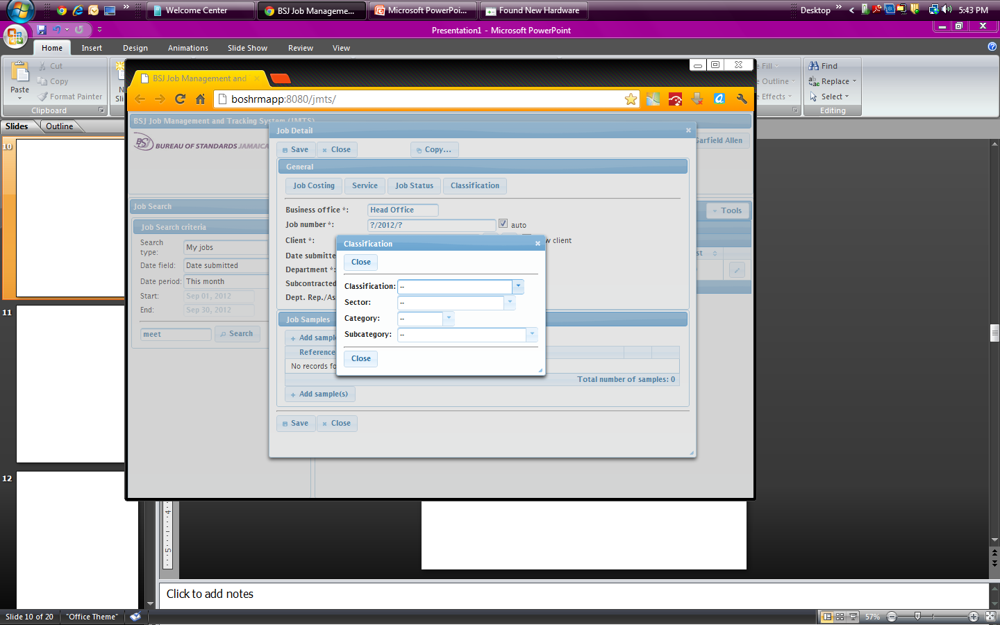 Welcome Center
BSJ Job Manageme...
Microsoft PowerPoi...
Found New Hardware
Desktop
5:43 PM
Presentation1 - Microsoft PowerPoint
Home
Insert
Design
Animations
Slide Show
Review
View
Paste
Cut
Copy
Format Painter
Clipboard
Fill
Outline
Effects
Find
Replace
Select
Editing
Slides
Outline
10
11
12
BSJ Job Management and
boshrmapp:8080/jmts/
BSJ Job Management and Tracking System (JMTS)
BSJ
BUREAU OF STANDARDS JAMAICA
Garfield Allen
Job Search
Job Search criteria
Search type:
My jobs
Date field:
Date submitted
Date period:
This month
Start:
Sep 01, 2012
End:
Sep 30, 2012
meet
Search
Tools
Job Detail
Save
Close
Copy...
General
Job Costing
Service
Job Status
Classification
Business office *:
Head Office
Job number *:
?/2012/?
auto
Client *:
client
Date submitte
Department *:
Subcontracted
Dept. Rep./As
Job Samples
Add sample
Reference
No records fo
Total number of samples: 0
Add sample(s)
Save
Close
Classification
Close
Classification:
--
Sector:
--
Category:
--
Subcategory:
--
Close
4
5
Click to add notes
Slide 10 of 20
"Office Theme"
57%